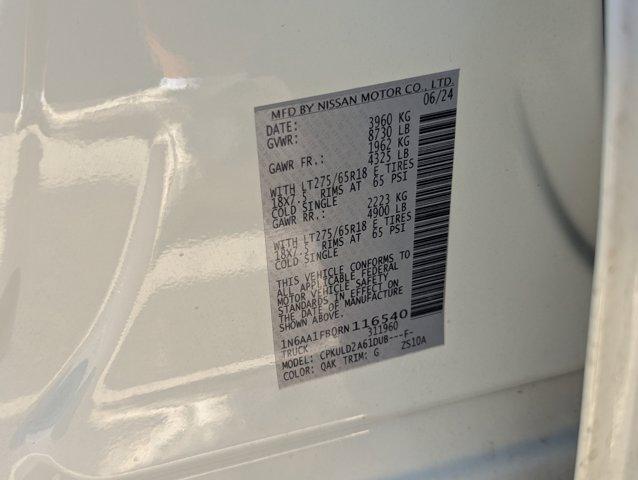 MFD BY NISSAN MOTOR CO., LTD.
DATE: 06/24
GVWR: 3960 KG
8730 LB
GAWR FR.: 1962 KG
4325 LB
WITH LT275/65R18 E TIRES
18X7.5 RIMS AT 65 PSI
COLD SINGLE
GAWR RR.: 2223 KG
4900 LB
WITH LT275/65R18 E TIRES
18X7.5 RIMS AT 65 PSI
COLD SINGLE
THIS VEHICLE CONFORMS TO
ALL APPLICABLE FEDERAL
MOTOR VEHICLE SAFETY
STANDARDS IN EFFECT ON
THE DATE OF MANUFACTURE
SHOWN ABOVE.
1N6AA1FB0RN116540
TRUCK 311960
MODEL: CPKULD2A61DUB---F-
COLOR: QAK TRIM: G ZS10A